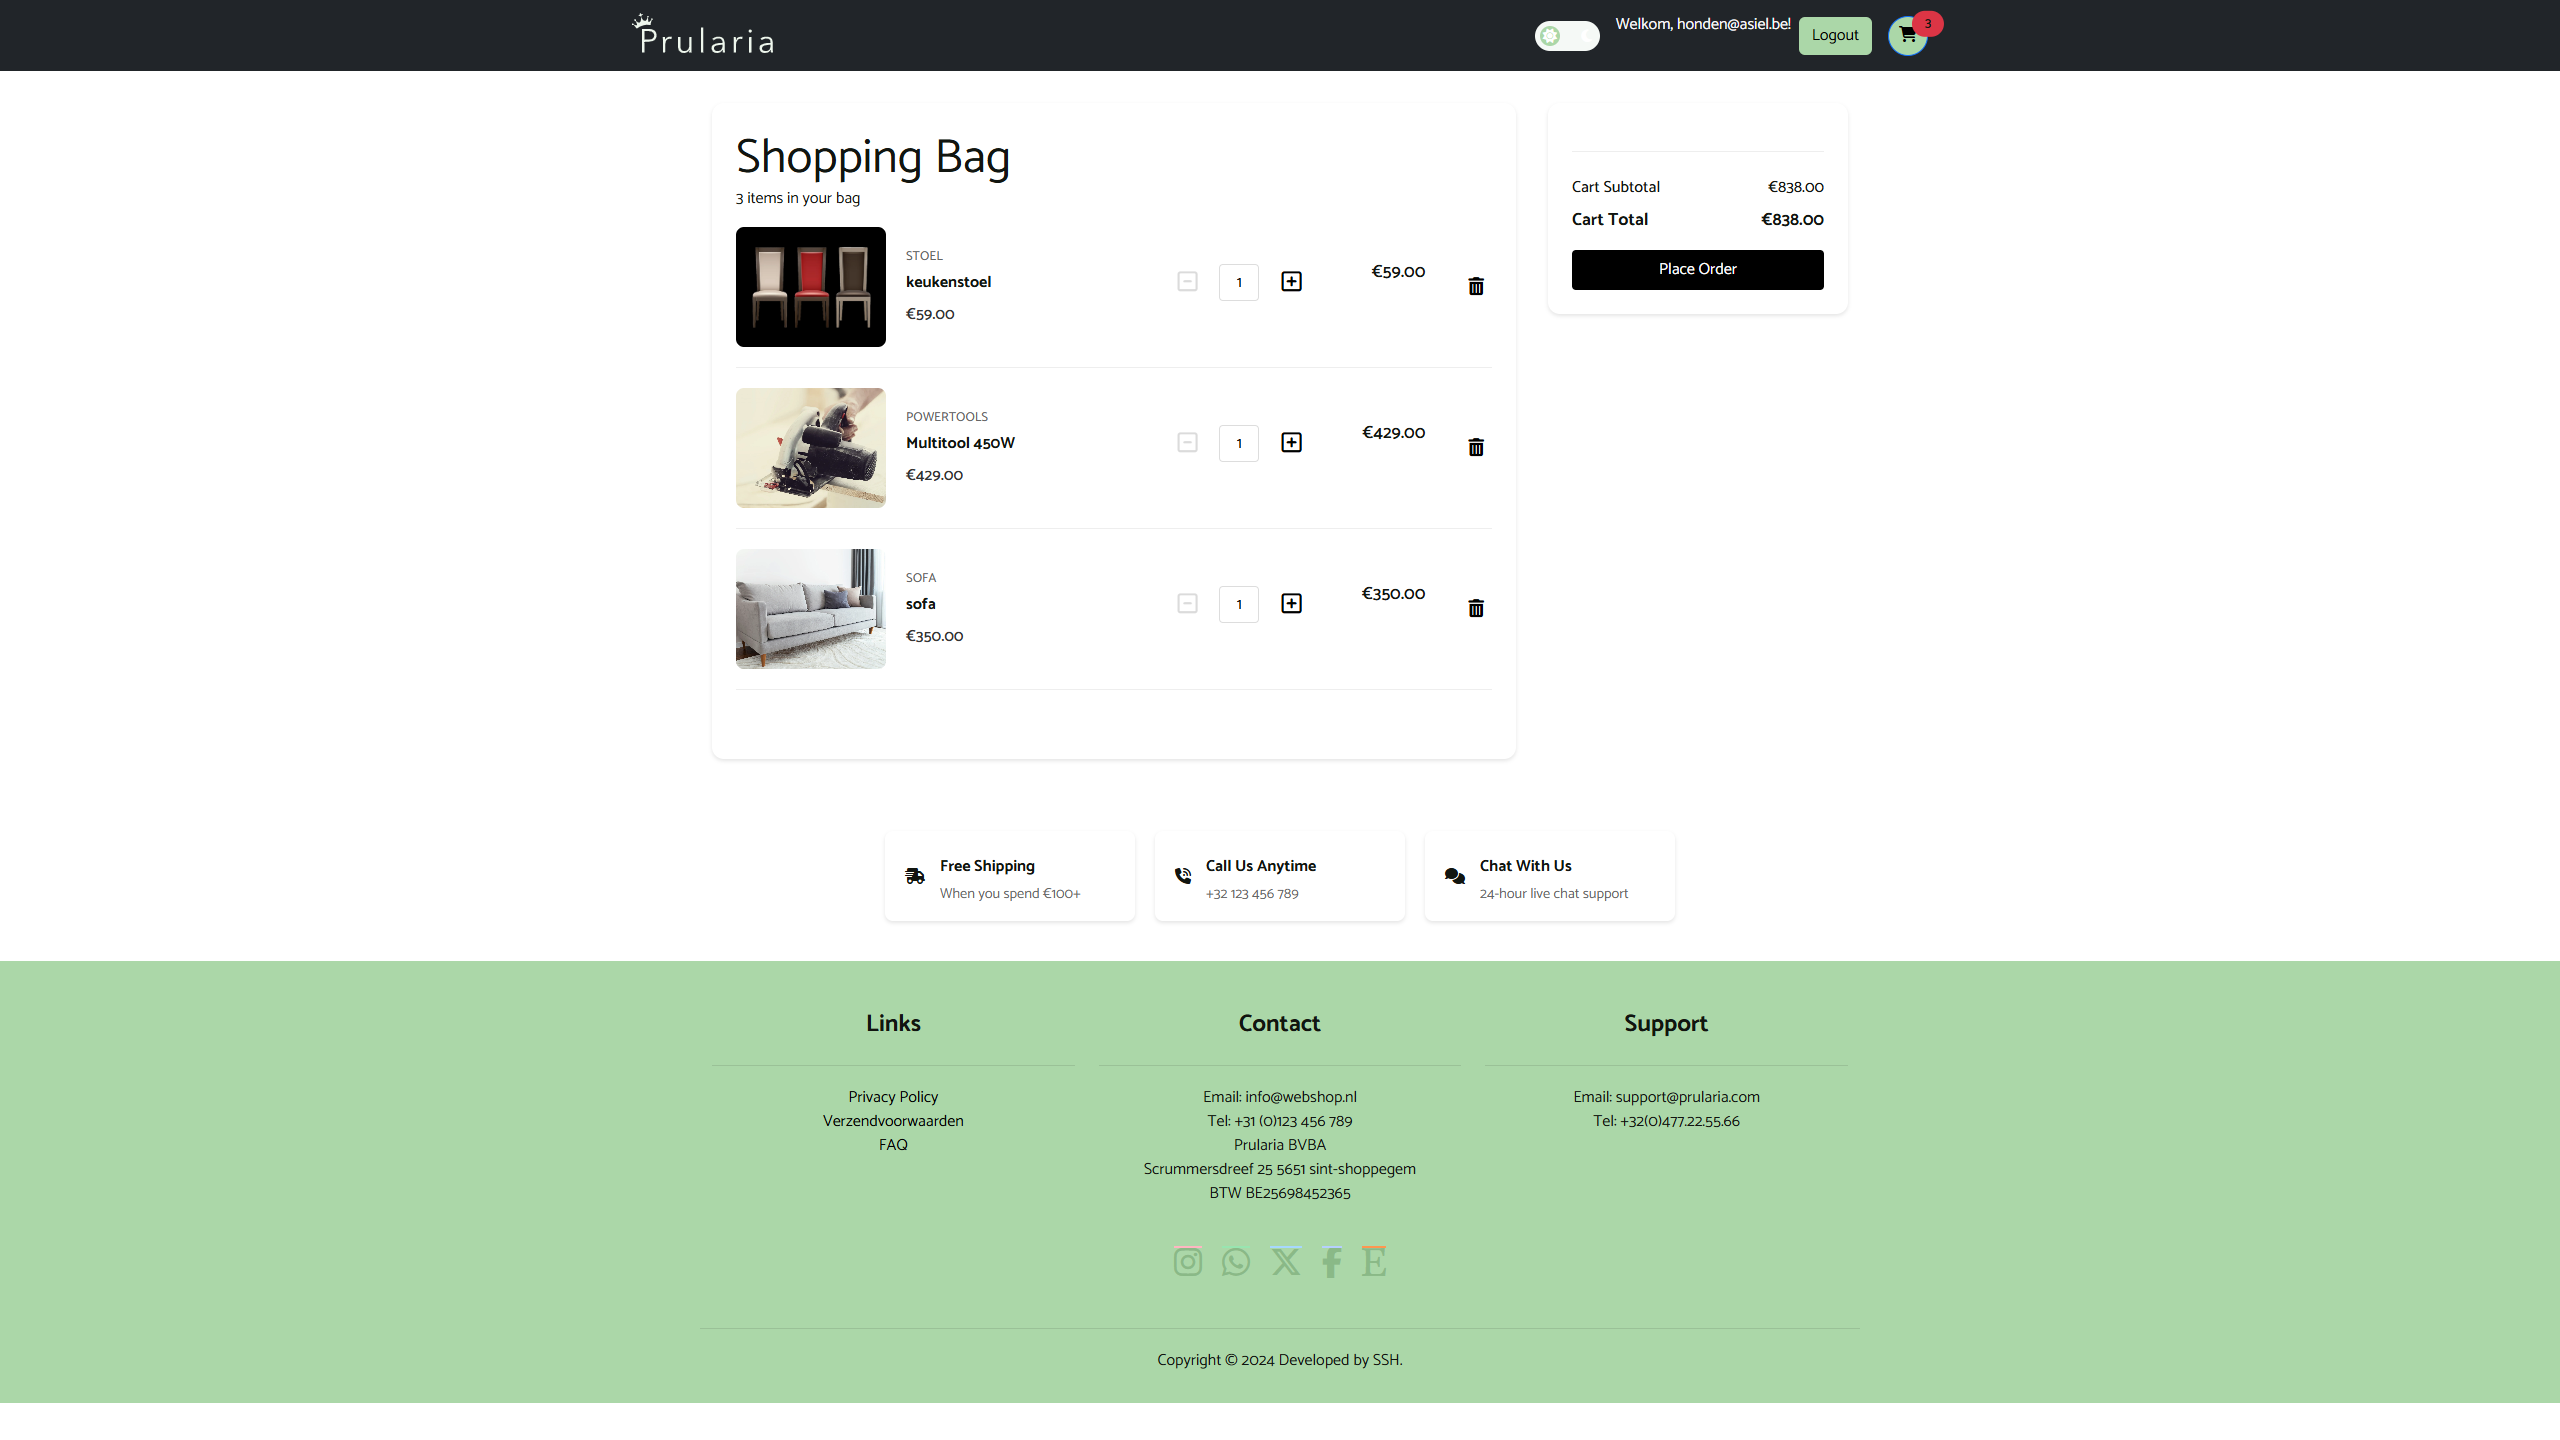 Prularia
Welkom, honden@asiel.be!
Logout
3
Shopping Bag
3 items in your bag
STOEL
keukenstoel
€59.00
1
€59.00
POWERTOOLS
Multitool 450W
€429.00
1
€429.00
SOFA
sofa
€350.00
1
€350.00
Cart Subtotal €838.00
Cart Total €838.00
Place Order
Free Shipping
When you spend €100+
Call Us Anytime
+32 123 456 789
Chat With Us
24-hour live chat support
Links
Privacy Policy
Verzendvoorwaarden
FAQ
Contact
Email: info@webshop.nl
Tel: +31 (0)123 456 789
Prularia BVBA
Scrummersdreef 25 5651 sint-shoppegem
BTW BE25698452365
Support
Email: support@prularia.com
Tel: +32(0)477.22.55.66
Copyright © 2024 Developed by SSH.